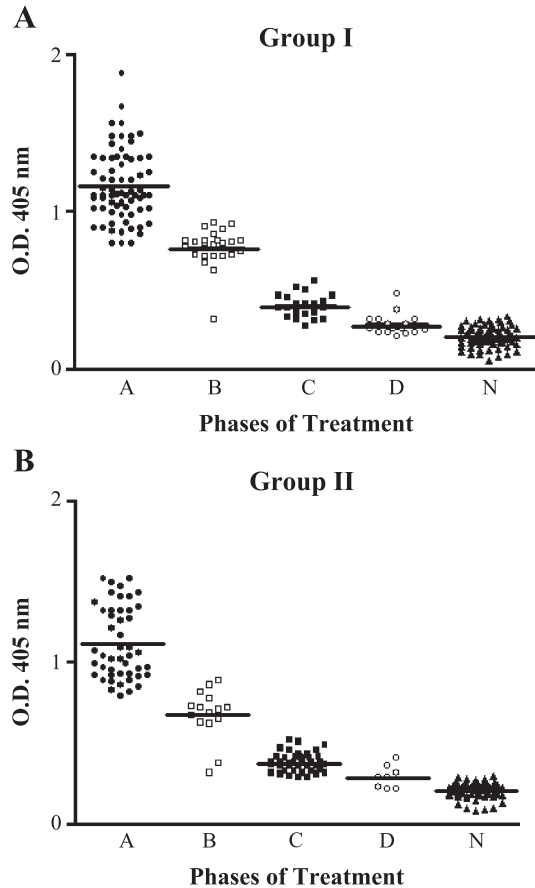 A
Group I
2
1
0
O.D. 405 nm
A B C D N
Phases of Treatment
B
Group II
2
1
0
O.D. 405 nm
A B C D N
Phases of Treatment